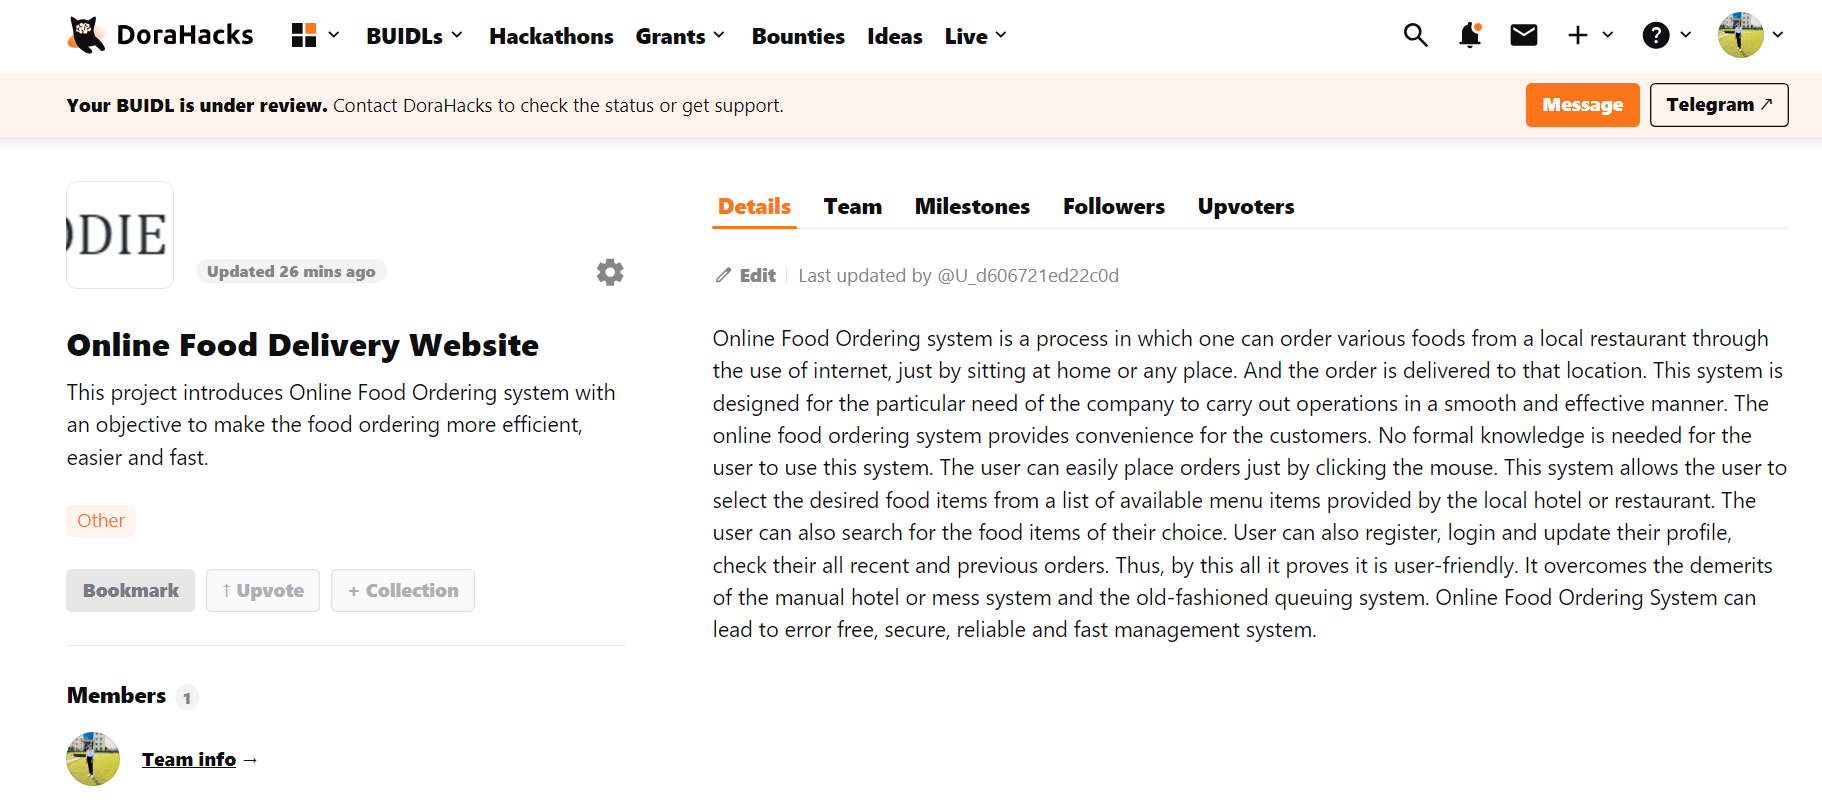 DoraHacks
BUIDLs
Hackathons
Grants
Bounties
Ideas
Live
Your BUIDL is under review. Contact DoraHacks to check the status or get support.
Message
Telegram ↗
ODIE
Updated 26 mins ago
Online Food Delivery Website
This project introduces Online Food Ordering system with
an objective to make the food ordering more efficient,
easier and fast.
Other
Bookmark
↑ Upvote
+ Collection
Members 1
Team info →
Details
Team
Milestones
Followers
Upvoters
Edit
Last updated by @U_d606721ed22c0d
Online Food Ordering system is a process in which one can order various foods from a local restaurant through
the use of internet, just by sitting at home or any place. And the order is delivered to that location. This system is
designed for the particular need of the company to carry out operations in a smooth and effective manner. The
online food ordering system provides convenience for the customers. No formal knowledge is needed for the
user to use this system. The user can easily place orders just by clicking the mouse. This system allows the user to
select the desired food items from a list of available menu items provided by the local hotel or restaurant. The
user can also search for the food items of their choice. User can also register, login and update their profile,
check their all recent and previous orders. Thus, by this all it proves it is user-friendly. It overcomes the demerits
of the manual hotel or mess system and the old-fashioned queuing system. Online Food Ordering System can
lead to error free, secure, reliable and fast management system.